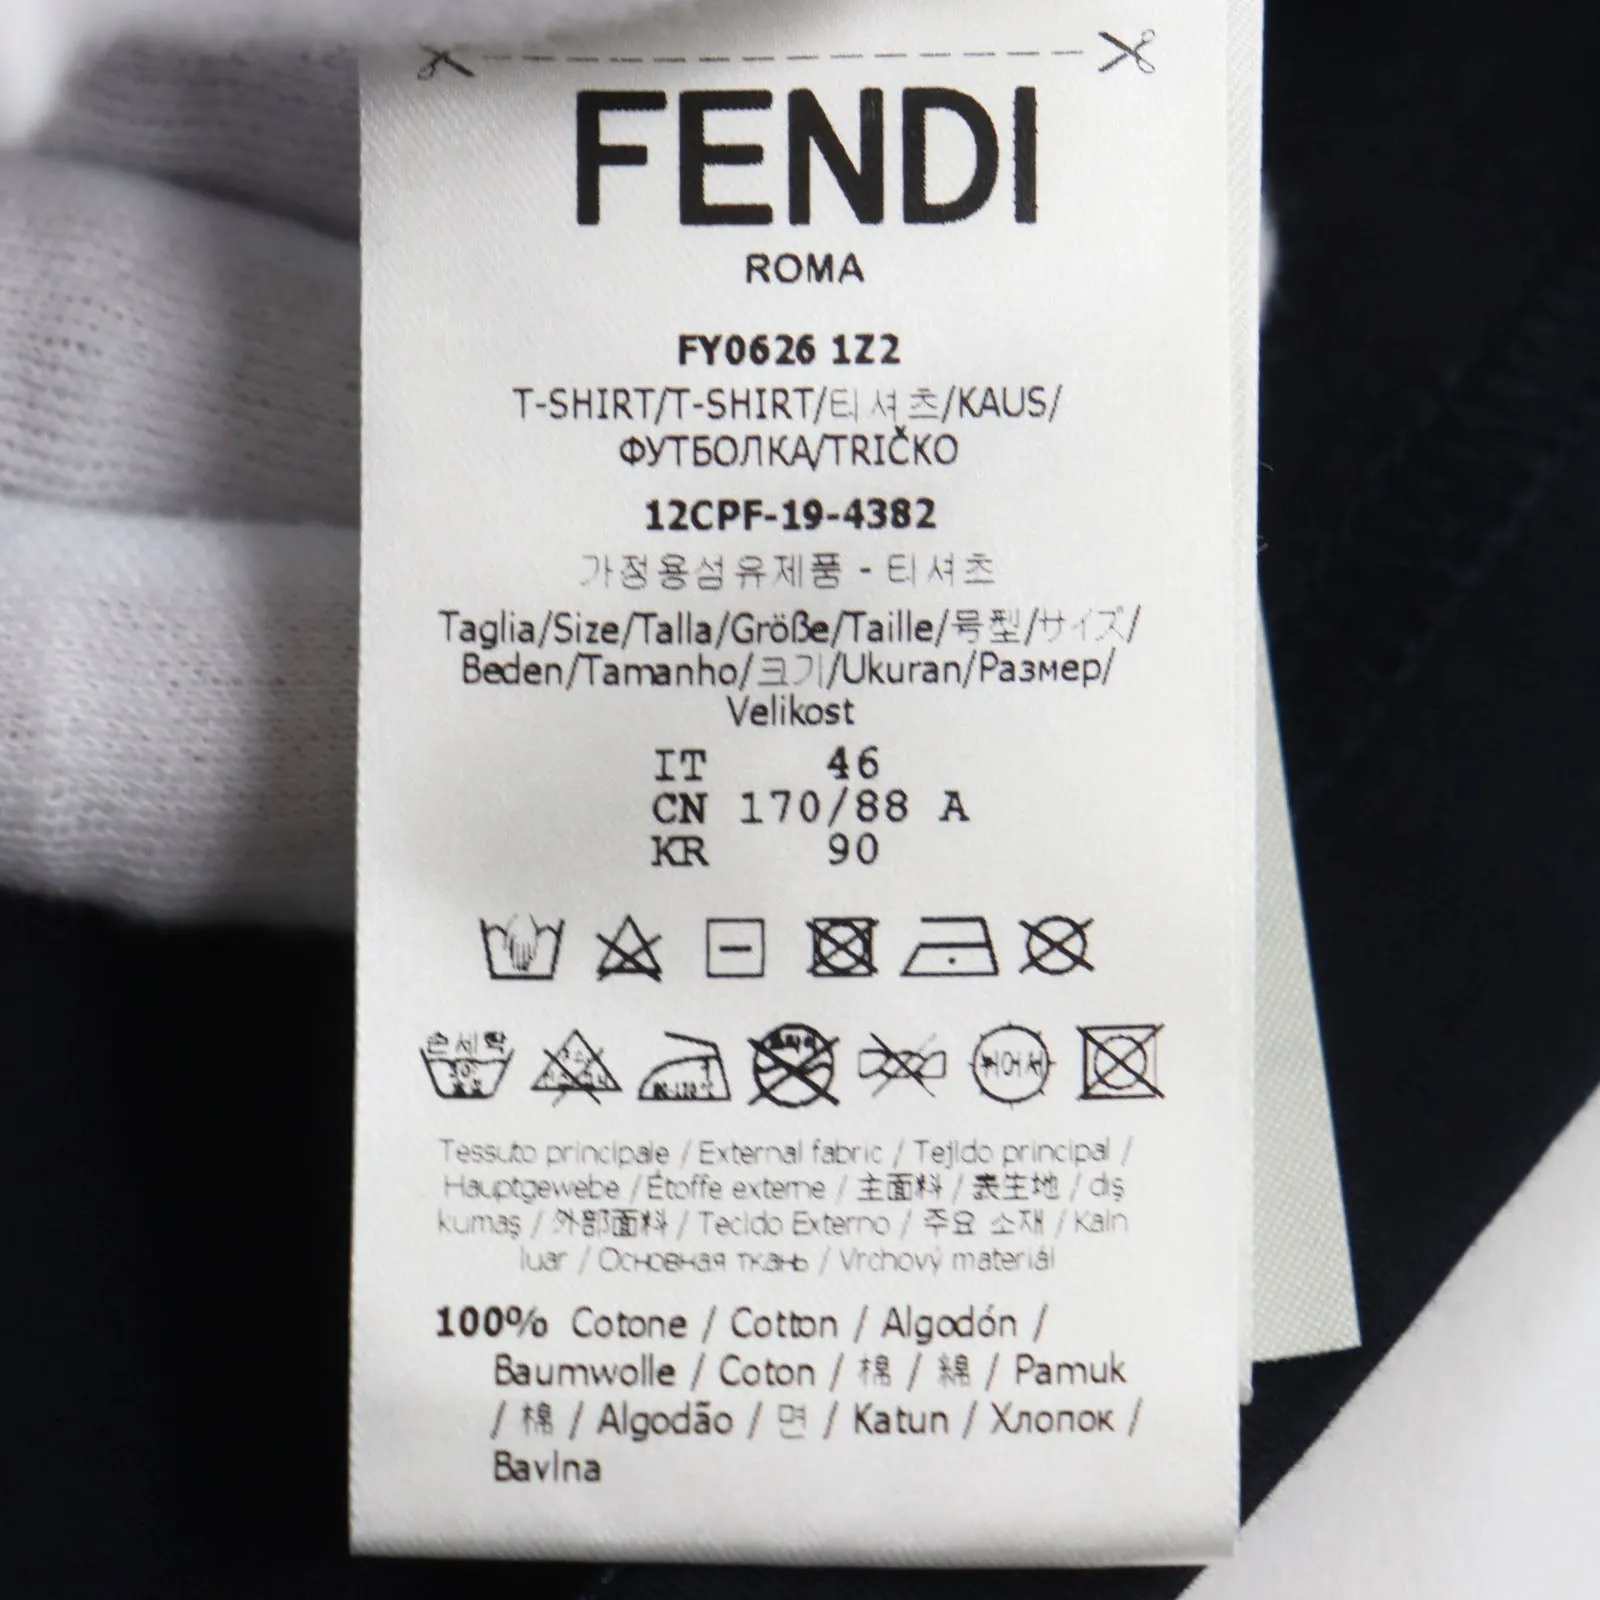 FENDI
ROMA
FY0626 1Z2
T-SHIRT/T-SHIRT/티셔츠/KAUS/
ФУТБОЛКА/TRIČKO
12CPF-19-4382
가정용섬유제품 - 티셔츠
Taglia/Size/Talla/Größe/Taille/号型/サイズ/
Beden/Tamanho/크기/Ukuran/Размер/
Velikost
IT 46
CN 170/88 A
KR 90
손세탁
Tessuto principale / External fabric / Tejido principal /
Hauptgewebe / Étoffe externe / 主面料 / 表生地 / dış
kumaş / 外部面料 / Tecido Externo / 주요 소재 / Kain
luar / Основная ткань / Vrchový materiál
100% Cotone / Cotton / Algodón /
Baumwolle / Coton / 棉 / 綿 / Pamuk
/ 棉 / Algodão / 면 / Katun / Хлопок /
Bavlna